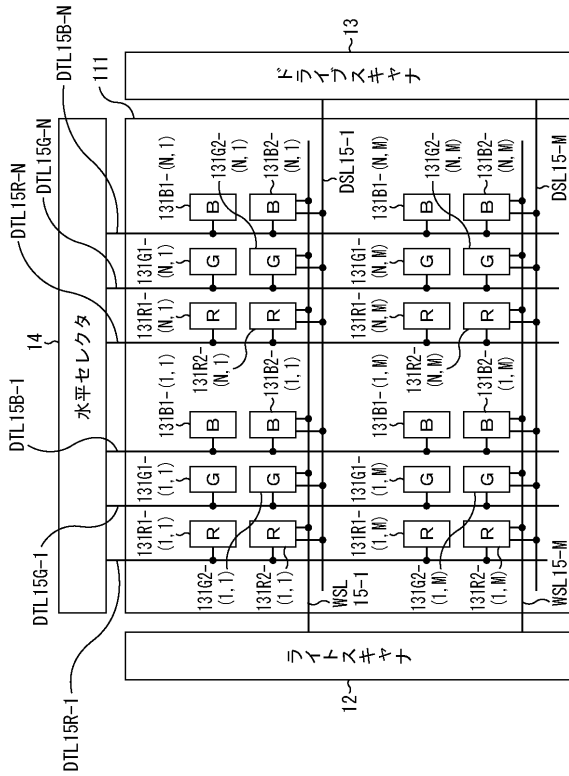 DTL15R-1
DTL15G-1
DTL15B-1
14
DTL15R-N
DTL15G-N
DTL15B-N
水平セレクタ
111
131R1-
(1, 1)
131G1-
(1, 1)
131B1-(1, 1)
131R1-
(N, 1)
131G1-
(N, 1)
131B1-(N, 1)
R
G
B
R
G
B
R
G
B
R
G
B
131G2-
(1, 1)
131R2-
(1, 1)
131B2-
(1, 1)
131R2-
(N, 1)
131G2-
(N, 1)
131B2-
(N, 1)
WSL
15-1
DSL15-1
131R1-
(1, M)
131G1-
(1, M)
131B1-(1, M)
131R1-
(N, M)
131G1-
(N, M)
131B1-(N, M)
R
G
B
R
G
B
R
G
B
R
G
B
131G2-
(1, M)
131R2-
(1, M)
131B2-
(1, M)
131R2-
(N, M)
131G2-
(N, M)
131B2-
(N, M)
WSL15-M
DSL15-M
ライトスキャナ
12
ドライブスキャナ
13